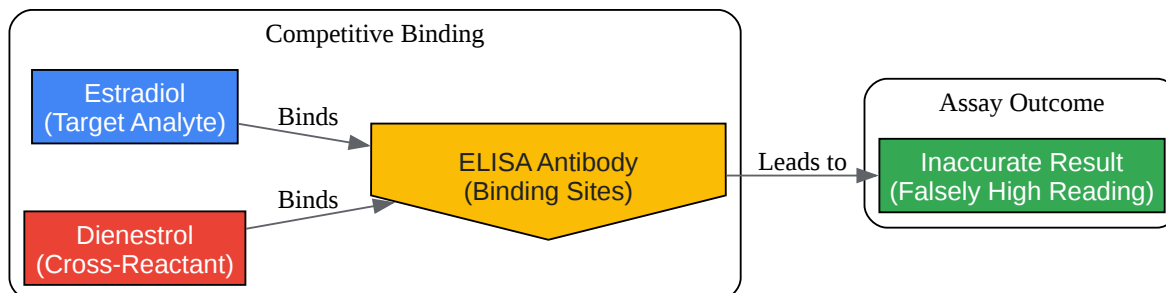 Competitive Binding
Estradiol
(Target Analyte)
Binds
Dienestrol
(Cross-Reactant)
Binds
ELISA Antibody
(Binding Sites)
Leads to
Assay Outcome
Inaccurate Result
(Falsely High Reading)